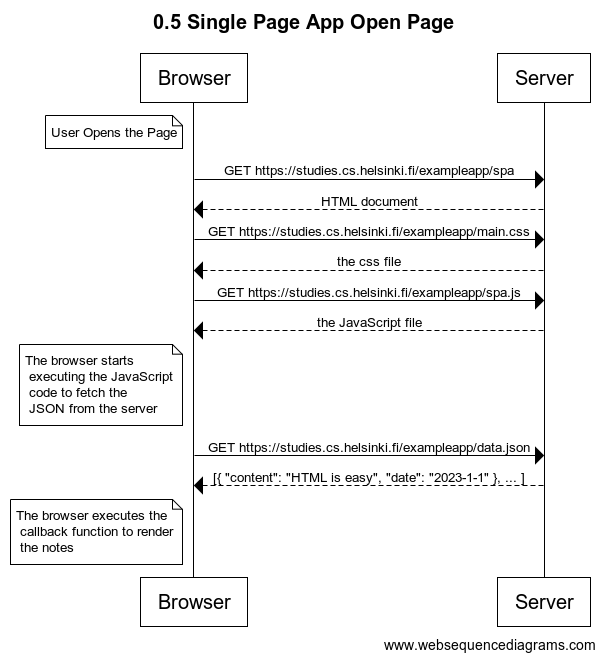 0.5 Single Page App Open Page
Browser
Server
User Opens the Page
GET https://studies.cs.helsinki.fi/exampleapp/spa
HTML document
GET https://studies.cs.helsinki.fi/exampleapp/main.css
the css file
GET https://studies.cs.helsinki.fi/exampleapp/spa.js
the JavaScript file
The browser starts
executing the JavaScript
code to fetch the
JSON from the server
GET https://studies.cs.helsinki.fi/exampleapp/data.json
[{ "content": "HTML is easy", "date": "2023-1-1" }, ... ]
The browser executes the
callback function to render
the notes
Browser
Server
www.websequencediagrams.com